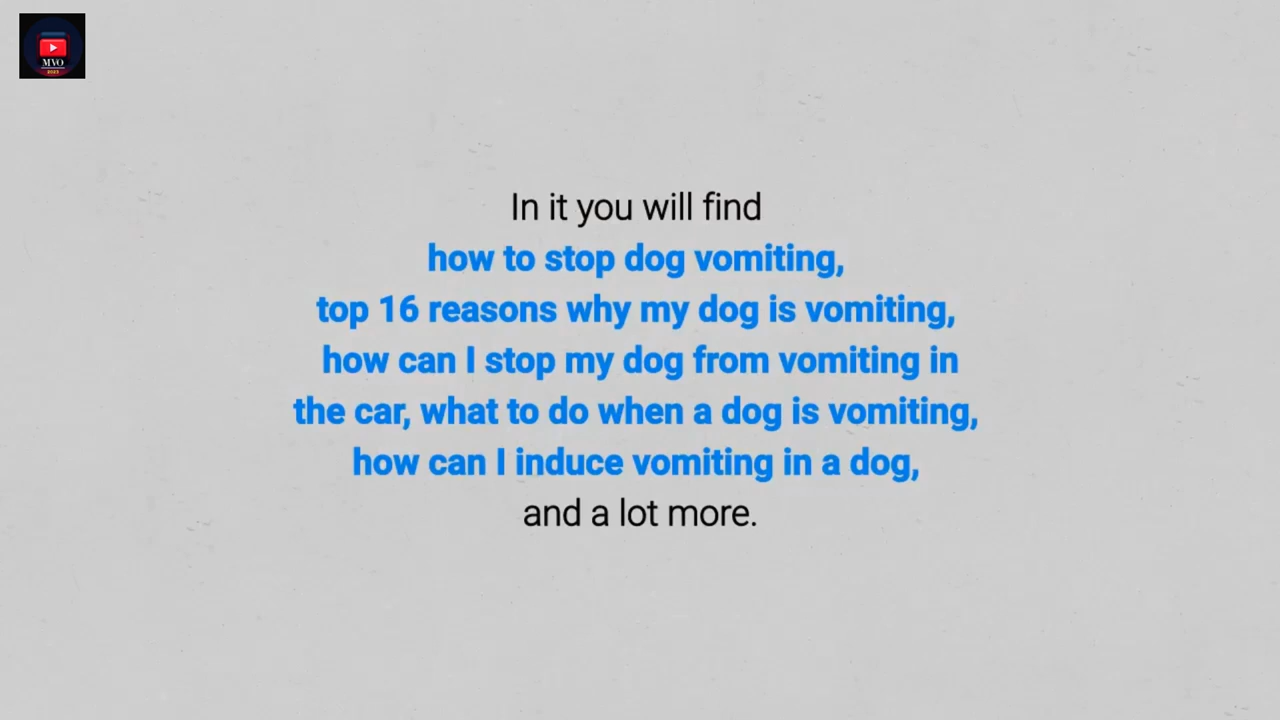 MVO
2023
In it you will find
how to stop dog vomiting,
top 16 reasons why my dog is vomiting,
how can I stop my dog from vomiting in
the car, what to do when a dog is vomiting,
how can I induce vomiting in a dog,
and a lot more.